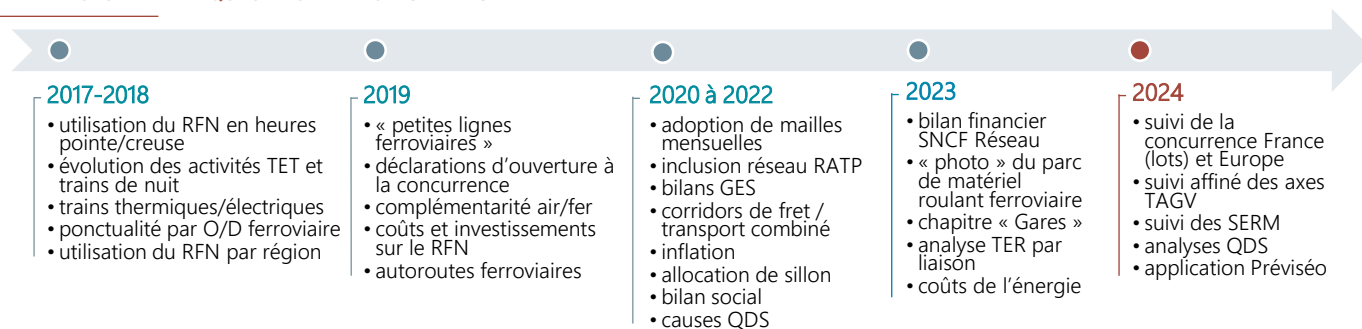 2017-2018
• utilisation du RFN en heures
pointe/creuse
• évolution des activités TET et
trains de nuit
• trains thermiques/électriques
• ponctualité par O/D ferroviaire
• utilisation du RFN par région
2019
• « petites lignes
ferroviaires »
• déclarations d'ouverture à
la concurrence
• complémentarité air/fer
• coûts et investissements
sur le RFN
• autoroutes ferroviaires
2020 à 2022
• adoption de mailles
mensuelles
• inclusion réseau RATP
• bilans GES
• corridors de fret /
transport combiné
• inflation
• allocation de sillon
• bilan social
• causes QDS
2023
• bilan financier
SNCF Réseau
• « photo » du parc
de matériel
roulant ferroviaire
• chapitre « Gares »
• analyse TER par
liaison
• coûts de l'énergie
2024
• suivi de la
concurrence France
(lots) et Europe
• suivi affiné des axes
TAGV
• suivi des SERM
• analyses QDS
• application Préviséo